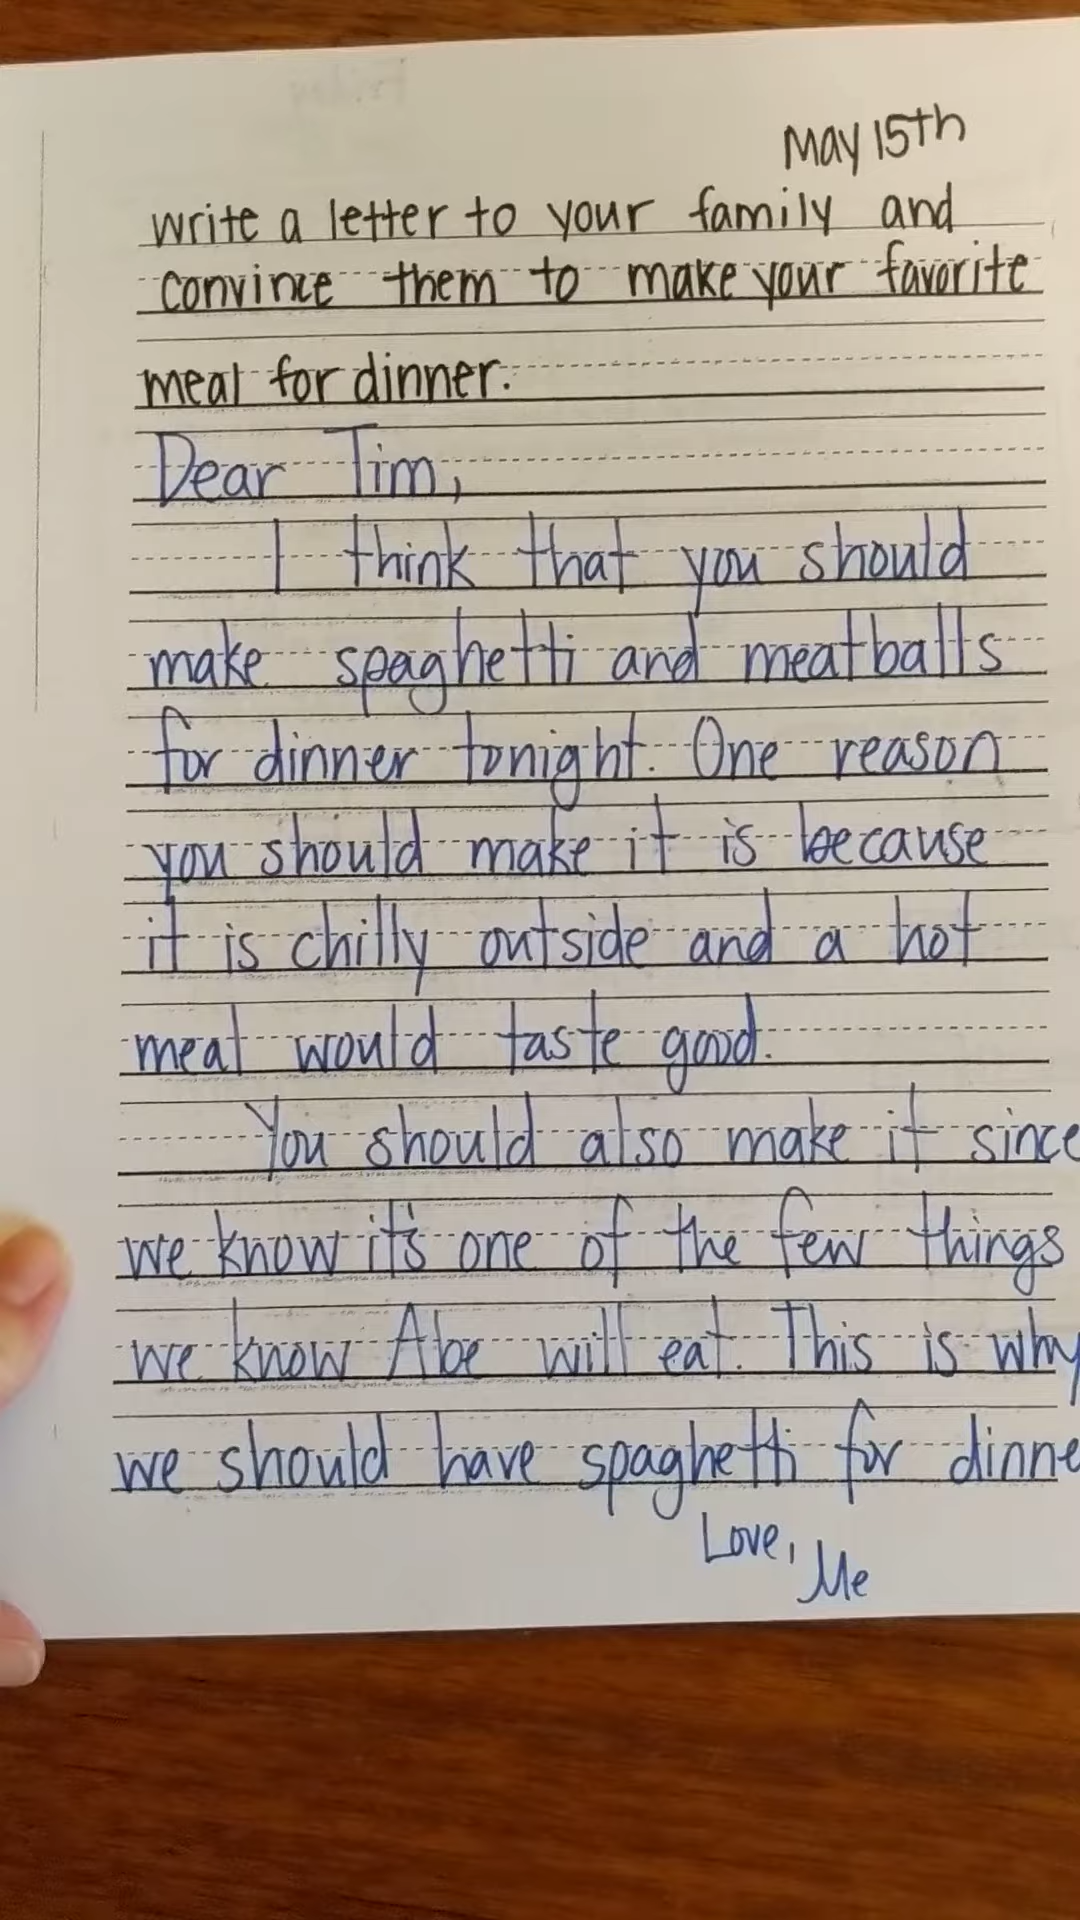 May 15th
write a letter to your family and
convince them to make your favorite
meal for dinner.
Dear Tim,
I think that you should
make spaghetti and meatballs
for dinner tonight. One reason
you should make it is because
it is chilly outside and a hot
meal would taste good.
You should also make it since
we know it's one of the few things
we know Abe will eat. This is why
we should have spaghetti for dinne
Love,
Me